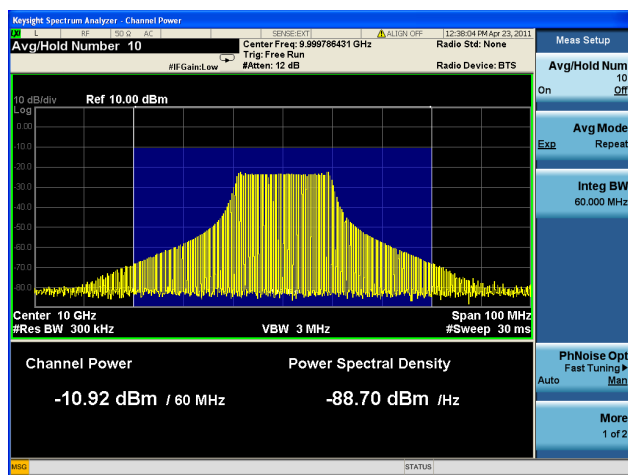 Keysight Spectrum Analyzer - Channel Power
L RF 50 Ω AC SENSE:EXT ALIGN OFF 12:38:04 PM Apr 23, 2011
Avg/Hold Number 10
Center Freq: 9.999786431 GHz Radio Std: None
Trig: Free Run
#IFGain:Low #Atten: 12 dB Radio Device: BTS
10 dB/div Ref 10.00 dBm
Log
0.00
-10.0
-20.0
-30.0
-40.0
-50.0
-60.0
-70.0
-80.0
Center 10 GHz Span 100 MHz
#Res BW 300 kHz VBW 3 MHz #Sweep 30 ms
Channel Power Power Spectral Density
-10.92 dBm / 60 MHz -88.70 dBm /Hz
Meas Setup
Avg/Hold Num
10
On Off
Avg Mode
Exp Repeat
Integ BW
60.000 MHz
PhNoise Opt
Fast Tuning
Auto Man
More
1 of 2
MSG STATUS